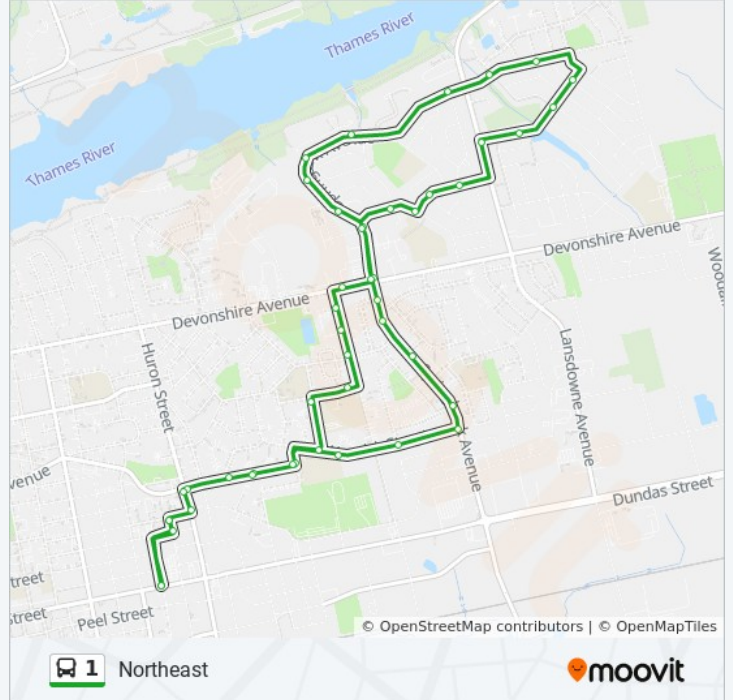 Thames River
Thames River
Devonshire Avenue
Wooda
Devonshire Avenue
Huron Street
Lansdowne Avenue
k Avenue
venue
Dundas Street
treet
treet
Peel Street
© OpenStreetMap contributors | © OpenMapTiles
1 Northeast
moovit